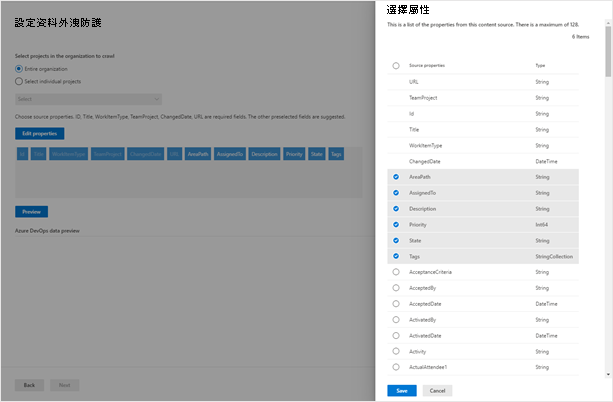 設定資料外洩防護
Select projects in the organization to crawl
Entire organization
Select individual projects
Select
Choose source properties. ID, Title, WorkItemType, TeamProject, ChangedDate, URL are required fields. The other preselected fields are suggested.
Edit properties
Id Title WorkItemType TeamProject ChangedDate URL AreaPath AssignedTo Description Priority State Tags
Preview
Azure DevOps data preview
Back Next
選擇屬性
This is a list of the properties from this content source. There is a maximum of 128.
6 Items
Source properties Type
URL String
TeamProject String
Id String
Title String
WorkItemType String
ChangedDate DateTime
AreaPath String
AssignedTo String
Description String
Priority Int64
State String
Tags StringCollection
AcceptanceCriteria String
AcceptedBy String
AcceptedDate DateTime
ActivatedBy String
ActivatedDate DateTime
Activity String
ActualAttendee1 String
Save Cancel